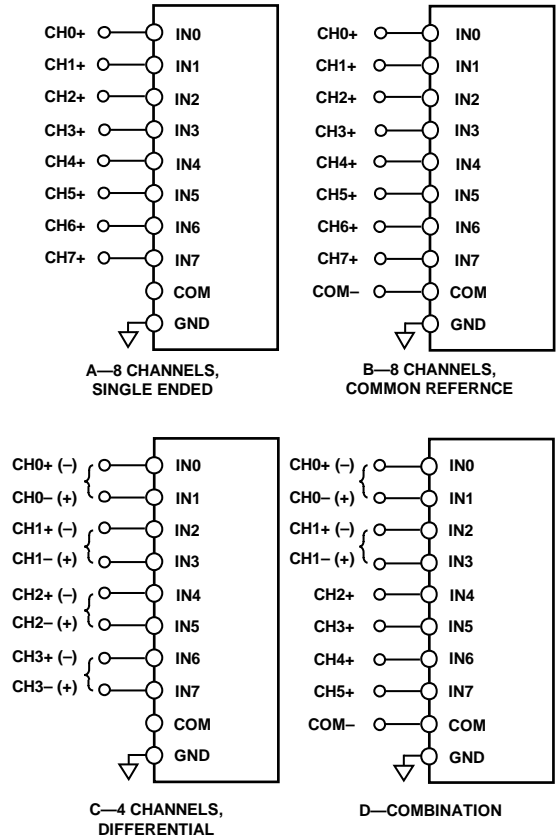 CH0+ IN0
CH1+ IN1
CH2+ IN2
CH3+ IN3
CH4+ IN4
CH5+ IN5
CH6+ IN6
CH7+ IN7
COM
GND
A—8 CHANNELS,
SINGLE ENDED
CH0+ IN0
CH1+ IN1
CH2+ IN2
CH3+ IN3
CH4+ IN4
CH5+ IN5
CH6+ IN6
CH7+ IN7
COM– COM
GND
B—8 CHANNELS,
COMMON REFERNCE
CH0+ (–) IN0
CH0– (+) IN1
CH1+ (–) IN2
CH1– (+) IN3
CH2+ (–) IN4
CH2– (+) IN5
CH3+ (–) IN6
CH3– (+) IN7
COM
GND
C—4 CHANNELS,
DIFFERENTIAL
CH0+ (–) IN0
CH0– (+) IN1
CH1+ (–) IN2
CH1– (+) IN3
CH2+ IN4
CH3+ IN5
CH4+ IN6
CH5+ IN7
COM– COM
GND
D—COMBINATION